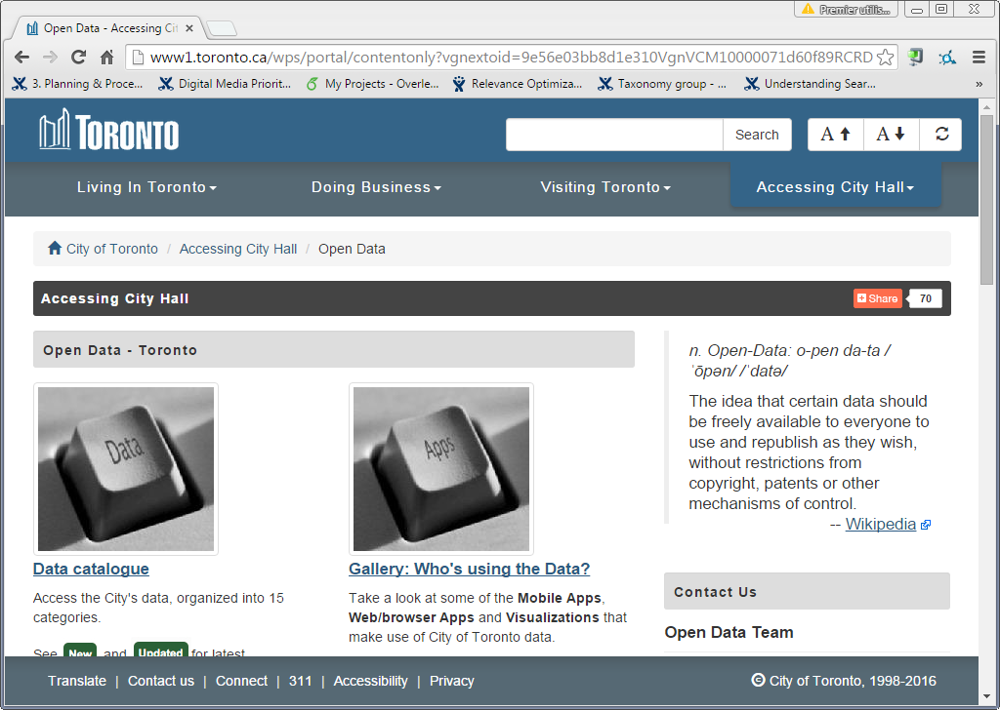 Premier utilis...
Open Data - Accessing Cit
www1.toronto.ca/wps/portal/contentonly?vgnextoid=9e56e03bb8d1e310VgnVCM10000071d60f89RCRD
3. Planning & Proce... Digital Media Priorit... My Projects - Overle... Relevance Optimiza... Taxonomy group - ... Understanding Sear... »
TORONTO
Search A A
Living In Toronto Doing Business Visiting Toronto Accessing City Hall
City of Toronto / Accessing City Hall / Open Data
Accessing City Hall
Share 70
Open Data - Toronto
Data
Data catalogue
Access the City's data, organized into 15
categories.
See New and Updated for latest
Apps
Gallery: Who's using the Data?
Take a look at some of the Mobile Apps,
Web/browser Apps and Visualizations that
make use of City of Toronto data.
n. Open-Data: o-pen da-ta /
ˈōpən/ /ˈdatə/
The idea that certain data should
be freely available to everyone to
use and republish as they wish,
without restrictions from
copyright, patents or other
mechanisms of control.
-- Wikipedia
Contact Us
Open Data Team
Translate | Contact us | Connect | 311 | Accessibility | Privacy
© City of Toronto, 1998-2016